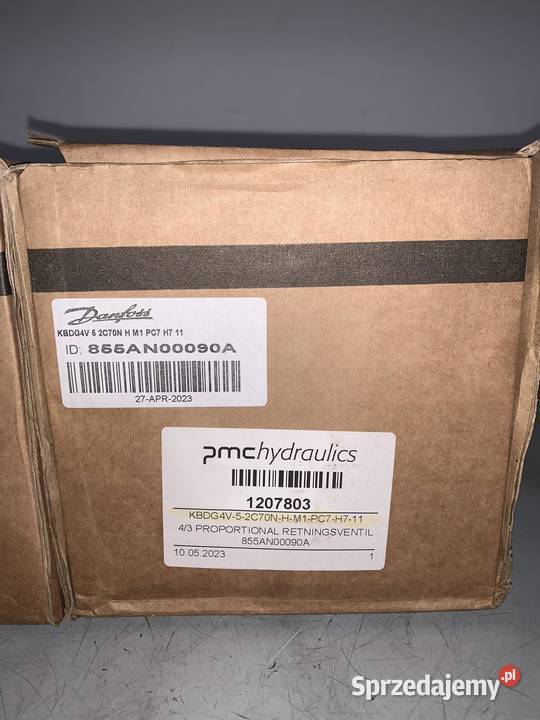 Danfoss
KBDG4V 5 2C70N H M1 PC7 H7 11
ID: 855AN00090A
27-APR-2023
pmchydraulics
1207803
KBDG4V-5-2C70N-H-M1-PC7-H7-11
4/3 PROPORTIONAL RETNINGSVENTIL
855AN00090A
10.05.2023 1
Sprzedajemy.pl